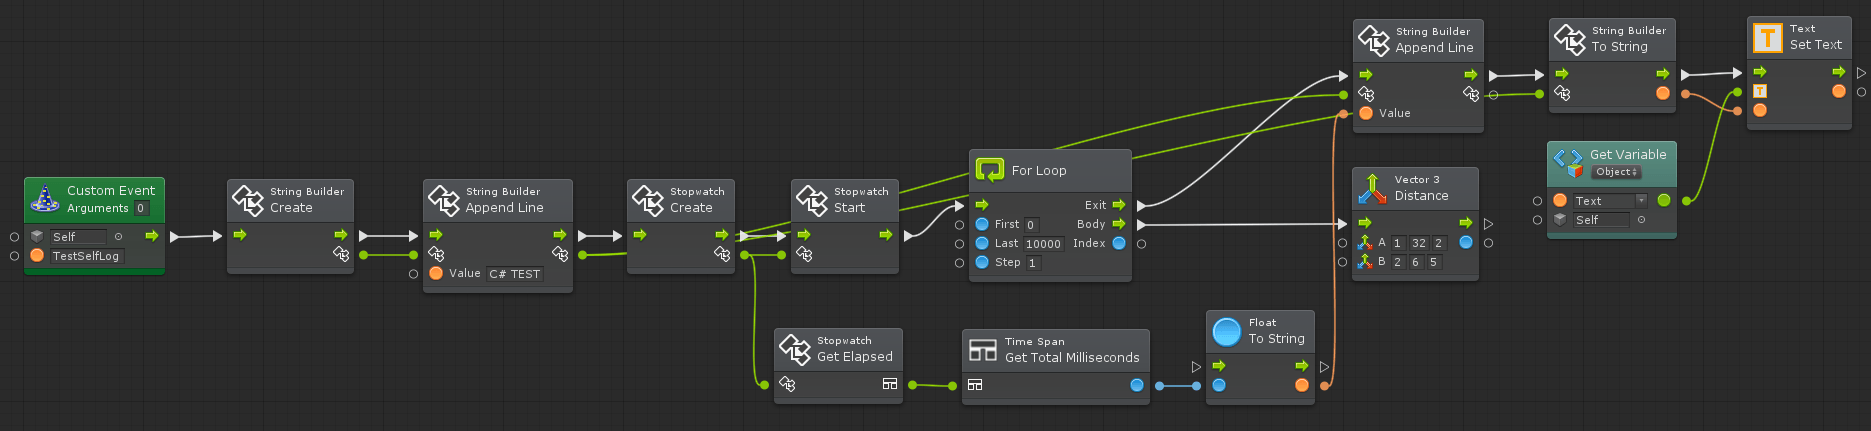 Custom Event
Arguments 0
Self
TestSelfLog
String Builder
Create
String Builder
Append Line
Value C# TEST
Stopwatch
Create
Stopwatch
Start
For Loop
Exit
First 0 Body
Last 10000 Index
Step 1
String Builder
Append Line
Value
String Builder
To String
T Text
Set Text
T
Vector 3
Distance
A 1 32 2
B 2 6 5
Get Variable
Object
Text
Self
Stopwatch
Get Elapsed
Time Span
Get Total Milliseconds
Float
To String